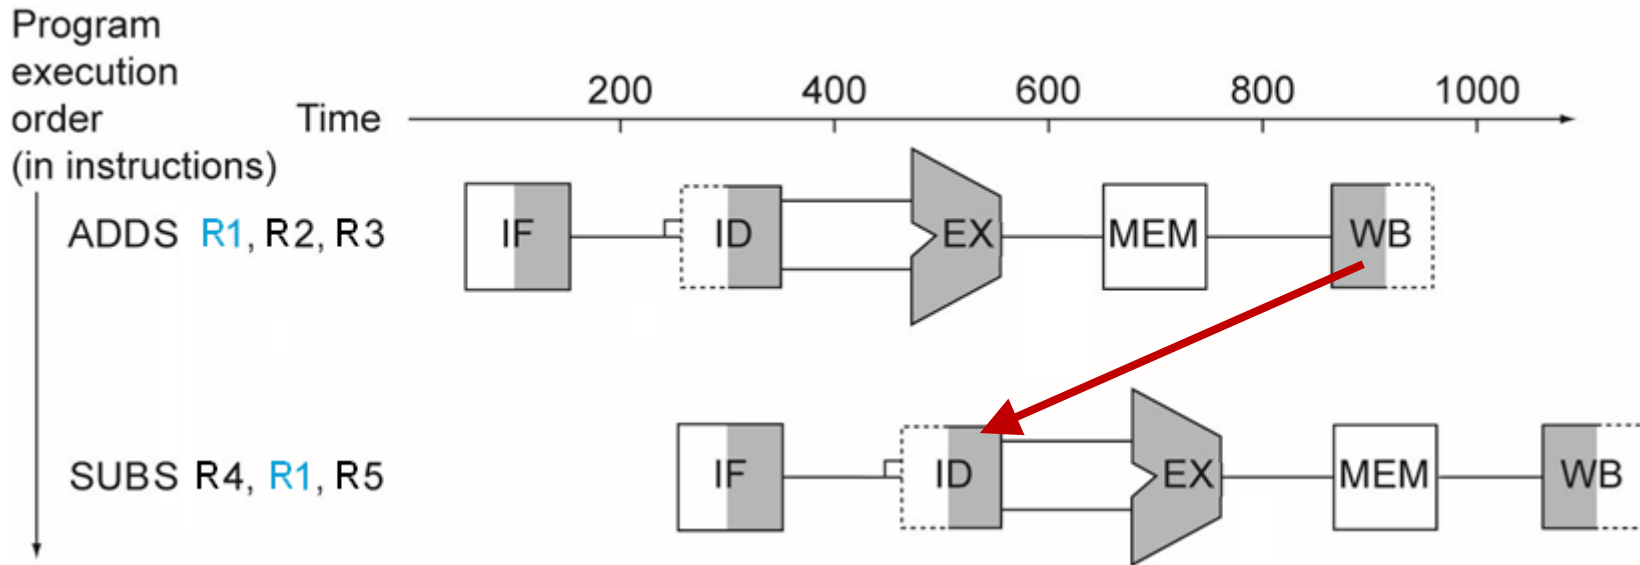 Program
execution
order
(in instructions)
Time
200 400 600 800 1000
ADDS R1, R2, R3
IF ID EX MEM WB
SUBS R4, R1, R5
IF ID EX MEM WB